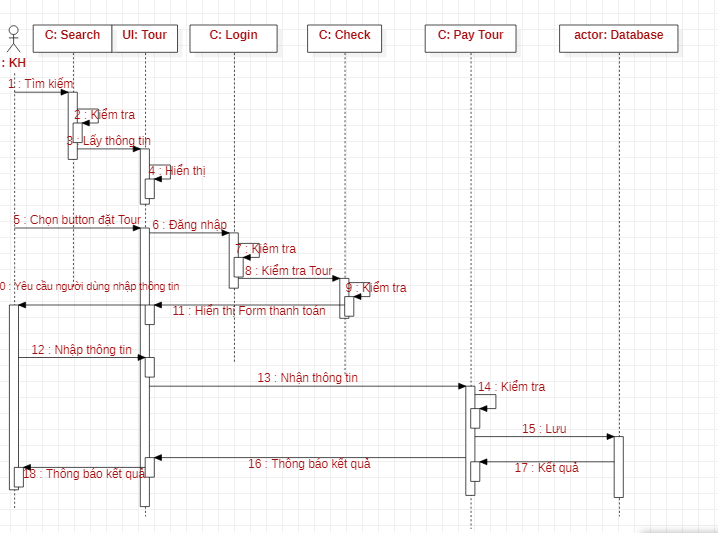 C: Search
UI: Tour
C: Login
C: Check
C: Pay Tour
actor: Database
: KH
1 : Tìm kiếm
2 : Kiểm tra
3 : Lấy thông tin
4 : Hiển thị
5 : Chọn button đặt Tour
6 : Đăng nhập
7 : Kiêm tra
8 : Kiểm tra Tour
9 : Kiểm tra
0 : Yêu cầu người dùng nhập thông tin
11 : Hiển thị Form thanh toán
12 : Nhập thông tin
13 : Nhận thông tin
14 : Kiểm tra
15 : Lưu
16 : Thông báo kết quả
17 : Kết quả
18 : Thông báo kết quả